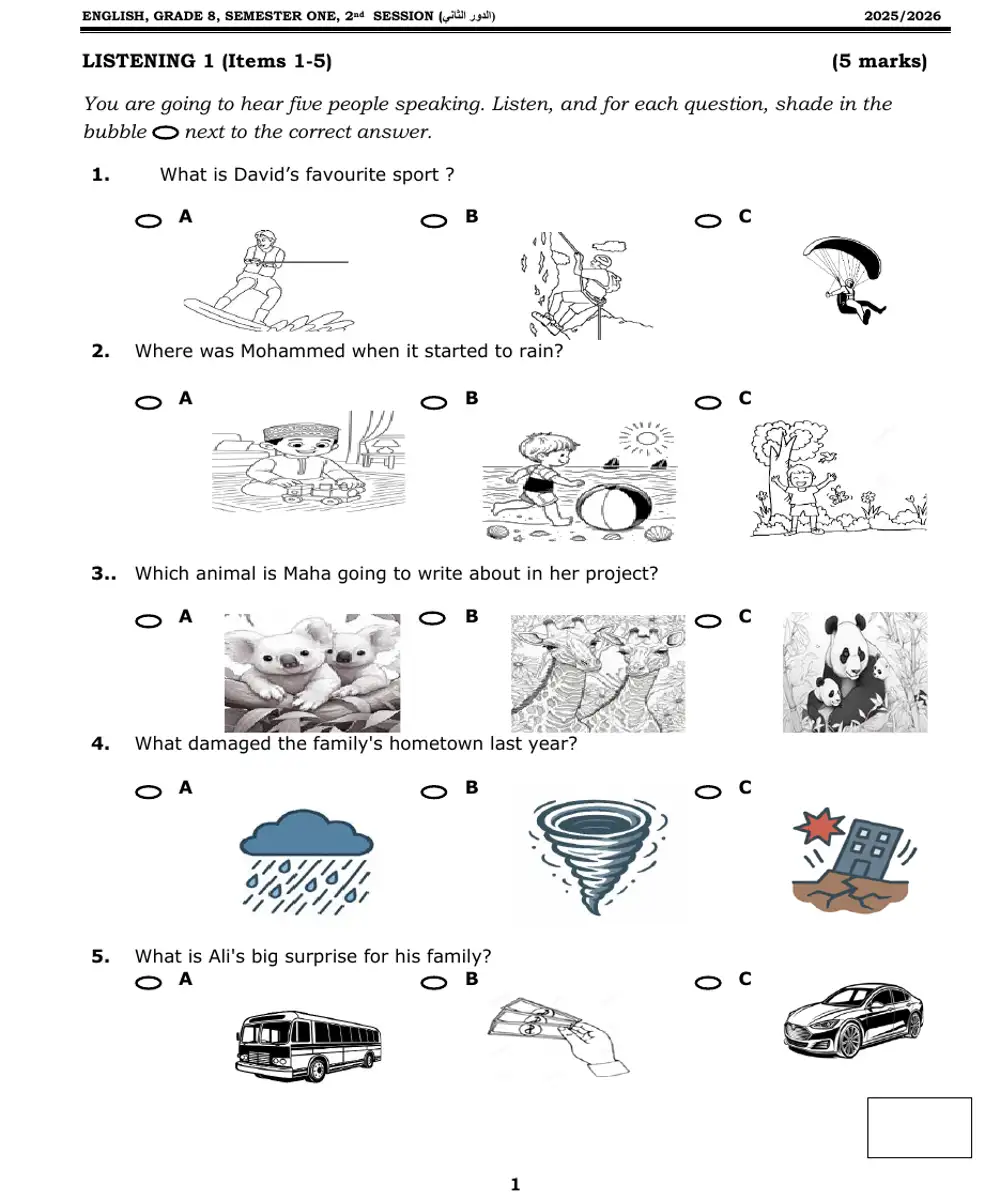 ENGLISH, GRADE 8, SEMESTER ONE, 2nd SESSION (الدور الثاني) 2025/2026
LISTENING 1 (Items 1-5) (5 marks)
You are going to hear five people speaking. Listen, and for each question, shade in the
bubble next to the correct answer.
1. What is David’s favourite sport ?
A B C
2. Where was Mohammed when it started to rain?
A B C
3.. Which animal is Maha going to write about in her project?
A B C
4. What damaged the family's hometown last year?
A B C
5. What is Ali's big surprise for his family?
A B C
1